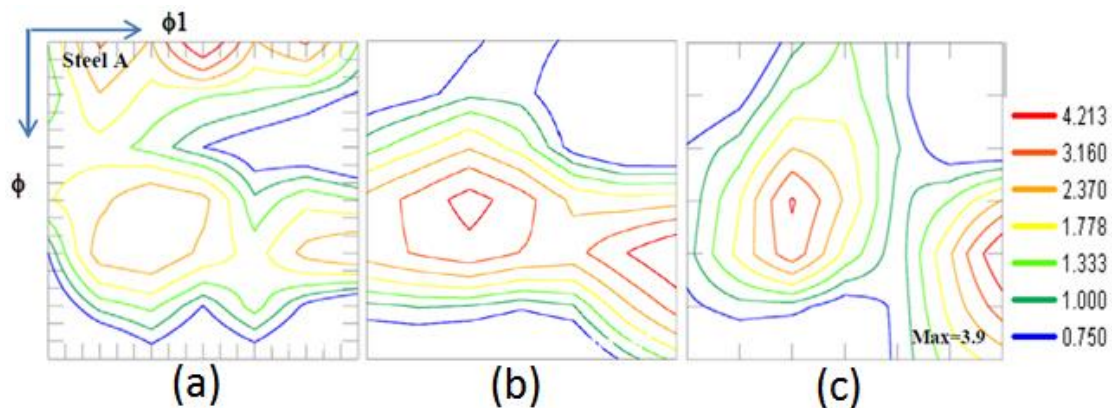 ϕ1
Steel A
ϕ
4.213
3.160
2.370
1.778
1.333
1.000
0.750
Max=3.9
(a)
(b)
(c)